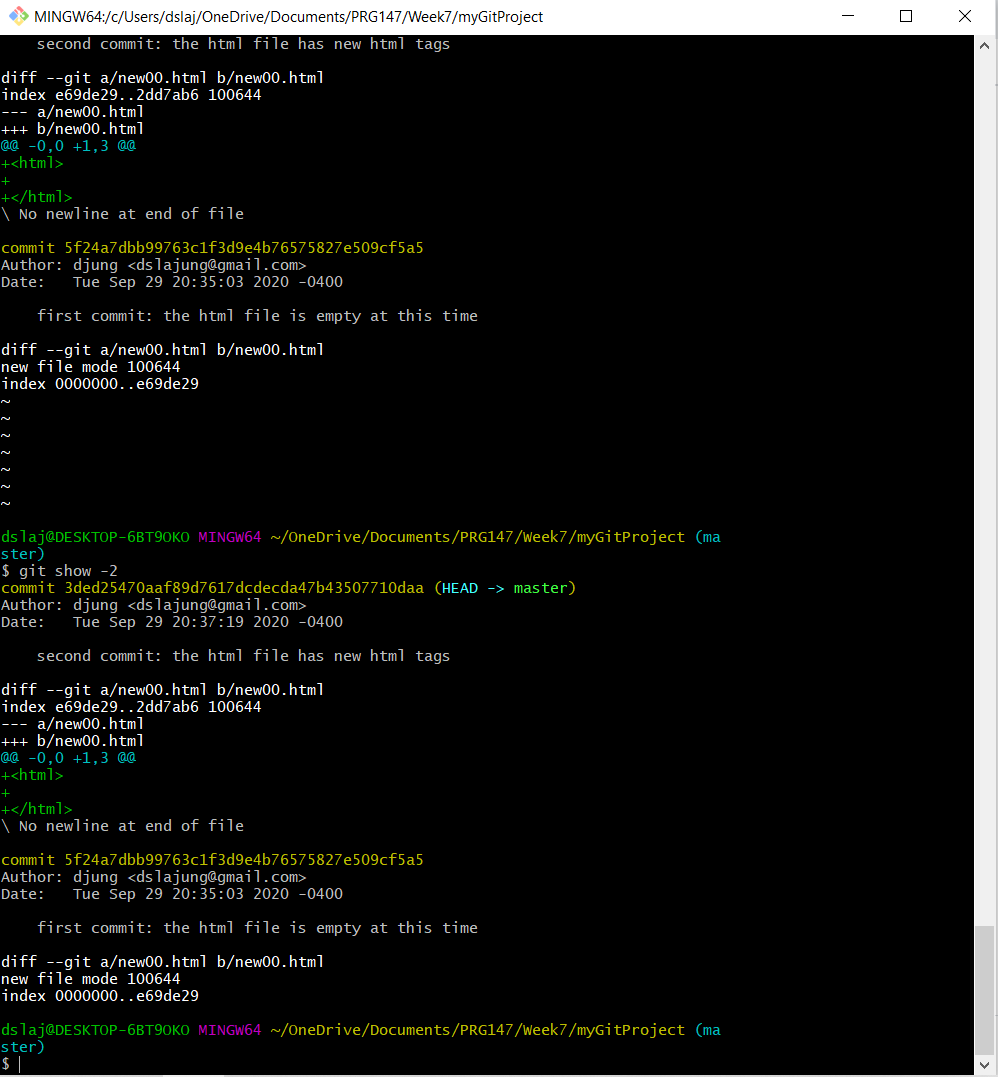 MINGW64:/c/Users/dslaj/OneDrive/Documents/PRG147/Week7/myGitProject
    second commit: the html file has new html tags

diff --git a/new00.html b/new00.html
index e69de29..2dd7ab6 100644
--- a/new00.html
+++ b/new00.html
@@ -0,0 +1,3 @@
+<html>
+
+</html>
\ No newline at end of file

commit 5f24a7dbb99763c1f3d9e4b76575827e509cf5a5
Author: djung <dslajung@gmail.com>
Date:   Tue Sep 29 20:35:03 2020 -0400

    first commit: the html file is empty at this time

diff --git a/new00.html b/new00.html
new file mode 100644
index 0000000..e69de29
~
~
~
~
~
~
~

dslaj@DESKTOP-6BT9OKO MINGW64 ~/OneDrive/Documents/PRG147/Week7/myGitProject (ma
ster)
$ git show -2
commit 3ded25470aaf89d7617dcdecda47b43507710daa (HEAD -> master)
Author: djung <dslajung@gmail.com>
Date:   Tue Sep 29 20:37:19 2020 -0400

    second commit: the html file has new html tags

diff --git a/new00.html b/new00.html
index e69de29..2dd7ab6 100644
--- a/new00.html
+++ b/new00.html
@@ -0,0 +1,3 @@
+<html>
+
+</html>
\ No newline at end of file

commit 5f24a7dbb99763c1f3d9e4b76575827e509cf5a5
Author: djung <dslajung@gmail.com>
Date:   Tue Sep 29 20:35:03 2020 -0400

    first commit: the html file is empty at this time

diff --git a/new00.html b/new00.html
new file mode 100644
index 0000000..e69de29

dslaj@DESKTOP-6BT9OKO MINGW64 ~/OneDrive/Documents/PRG147/Week7/myGitProject (ma
ster)
$